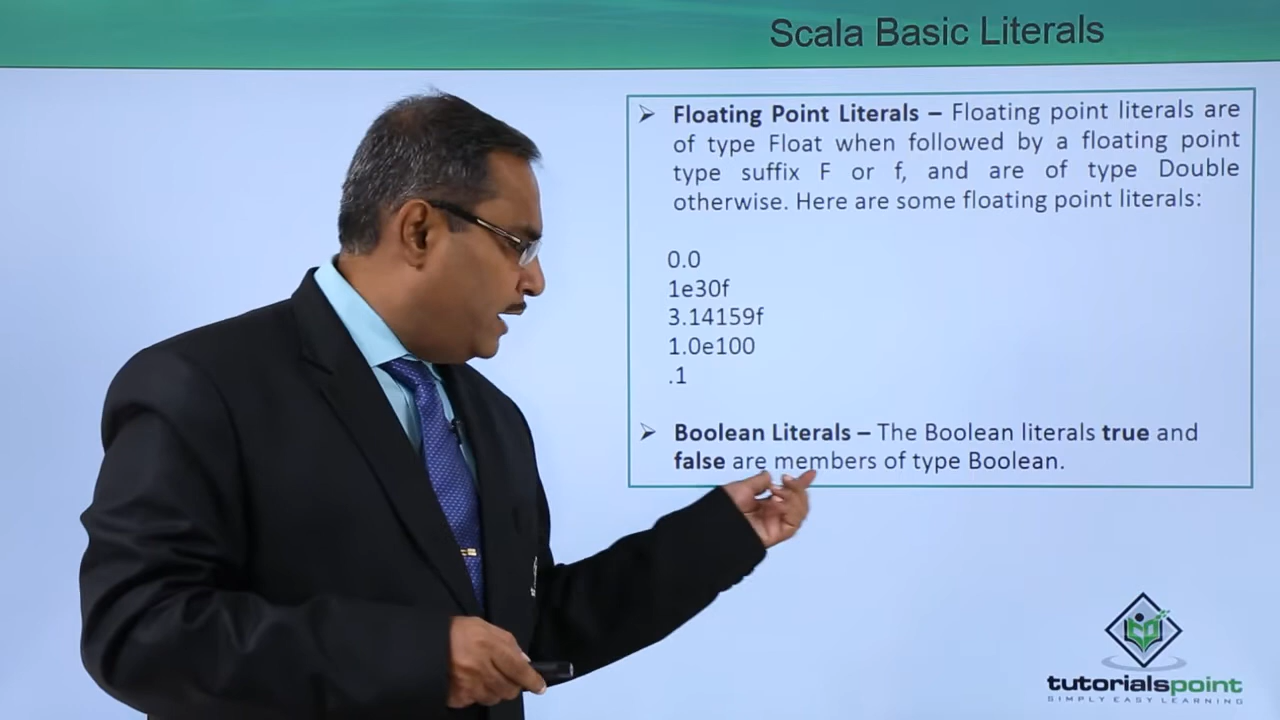 Scala Basic Literals
➢ Floating Point Literals – Floating point literals are
of type Float when followed by a floating point
type suffix F or f, and are of type Double
otherwise. Here are some floating point literals:
0.0
1e30f
3.14159f
1.0e100
.1
➢ Boolean Literals – The Boolean literals true and
false are members of type Boolean.
tutorialspoint
SIMPLY EASY LEARNING